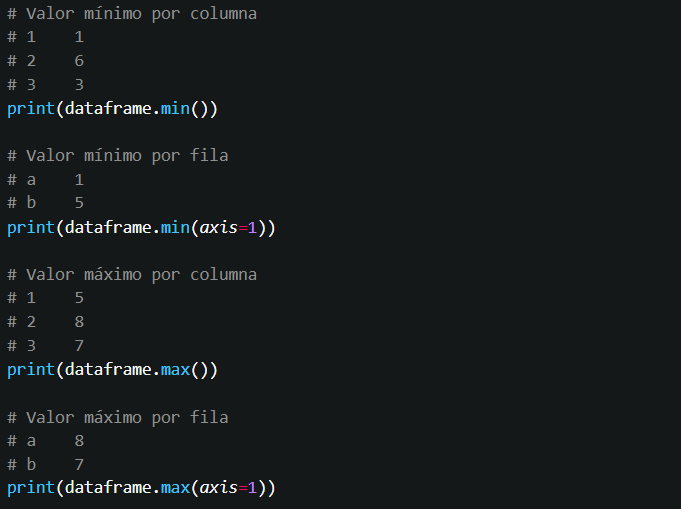 # Valor mínimo por columna
# 1    1
# 2    6
# 3    3
print(dataframe.min())

# Valor mínimo por fila
# a    1
# b    5
print(dataframe.min(axis=1))

# Valor máximo por columna
# 1    5
# 2    8
# 3    7
print(dataframe.max())

# Valor máximo por fila
# a    8
# b    7
print(dataframe.max(axis=1))